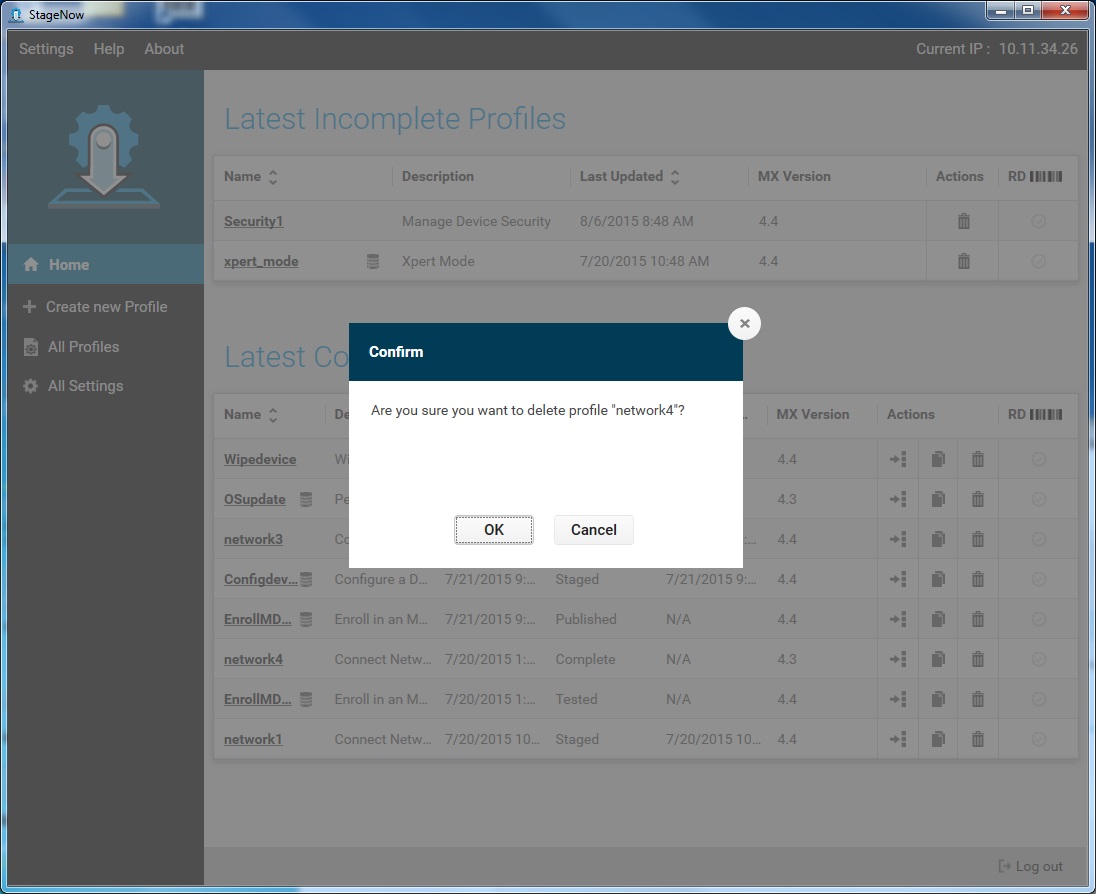 StageNow
Settings Help About Current IP : 10.11.34.26
Latest Incomplete Profiles
Name Description Last Updated MX Version Actions RD
Security1 Manage Device Security 8/6/2015 8:48 AM 4.4
xpert_mode Xpert Mode 7/20/2015 10:48 AM 4.4
Home
Create new Profile
All Profiles
All Settings
Latest Co
Confirm
Are you sure you want to delete profile "network4"?
OK Cancel
Name De ... MX Version Actions RD
Wipedevice Wi 4.4
OSupdate Pe 4.3
network3 Co :... 4.4
Configdev... Configure a D... 7/21/2015 9:... Staged 7/21/2015 9:... 4.4
EnrollMD... Enroll in an M... 7/21/2015 9:... Published N/A 4.4
network4 Connect Netw... 7/20/2015 1:... Complete N/A 4.3
EnrollMD... Enroll in an M... 7/20/2015 1:... Tested N/A 4.4
network1 Connect Netw... 7/20/2015 10... Staged 7/20/2015 10... 4.4
Log out